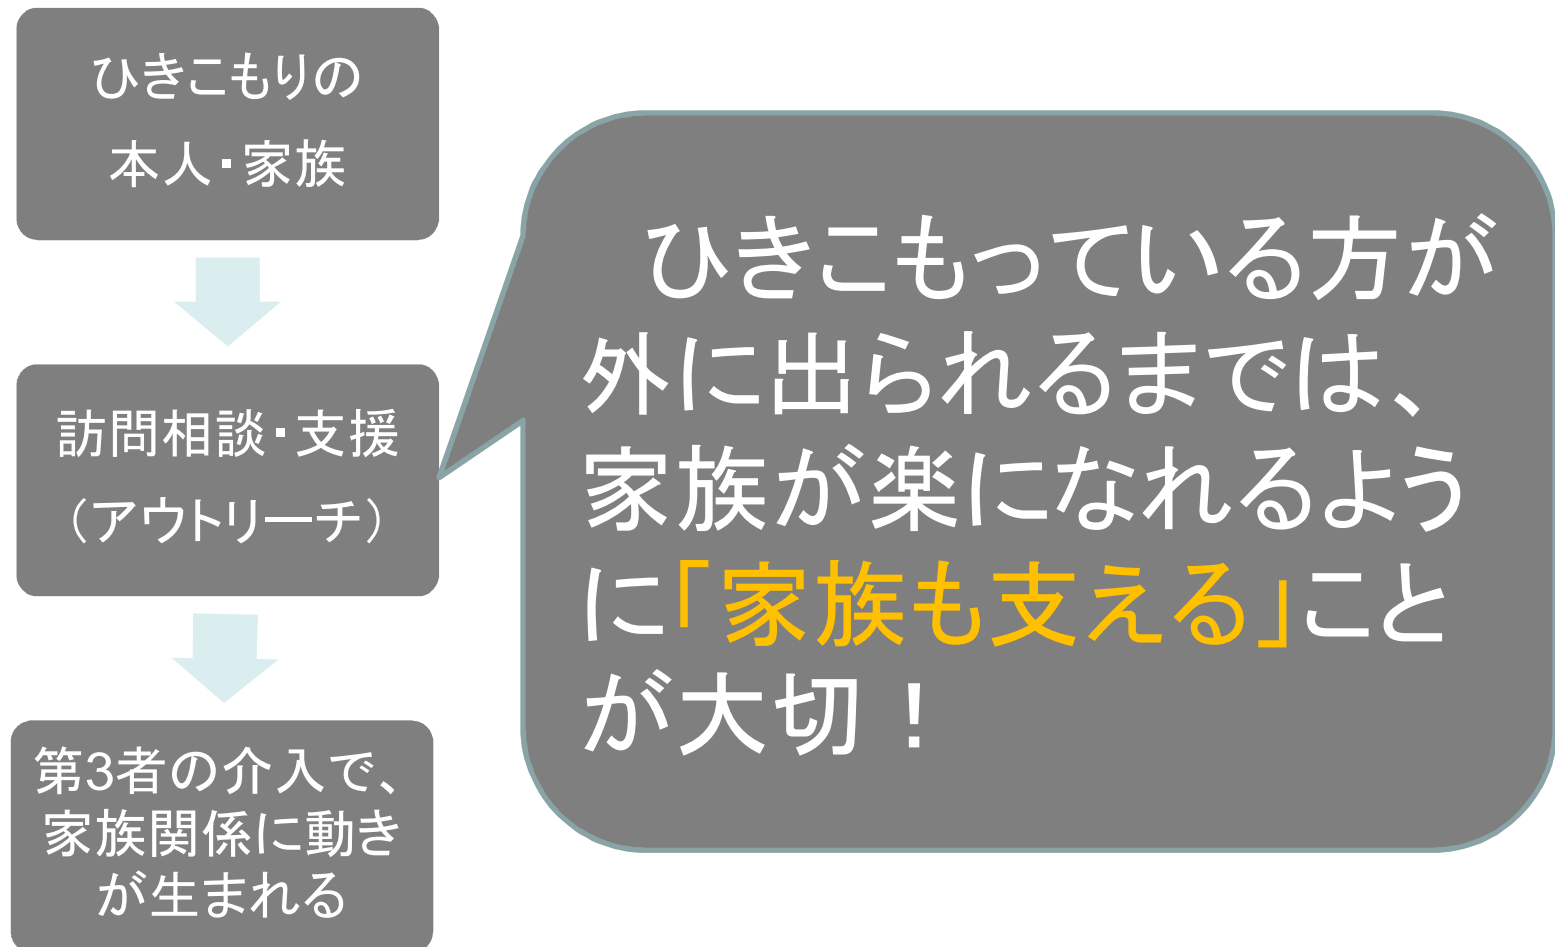 ひきこもりの
本人・家族
訪問相談・支援
（アウトリーチ）
第3者の介入で、
家族関係に動き
が生まれる
ひきこもっている方が
外に出られるまでは、
家族が楽になれるよう
に「家族も支える」こと
が大切！